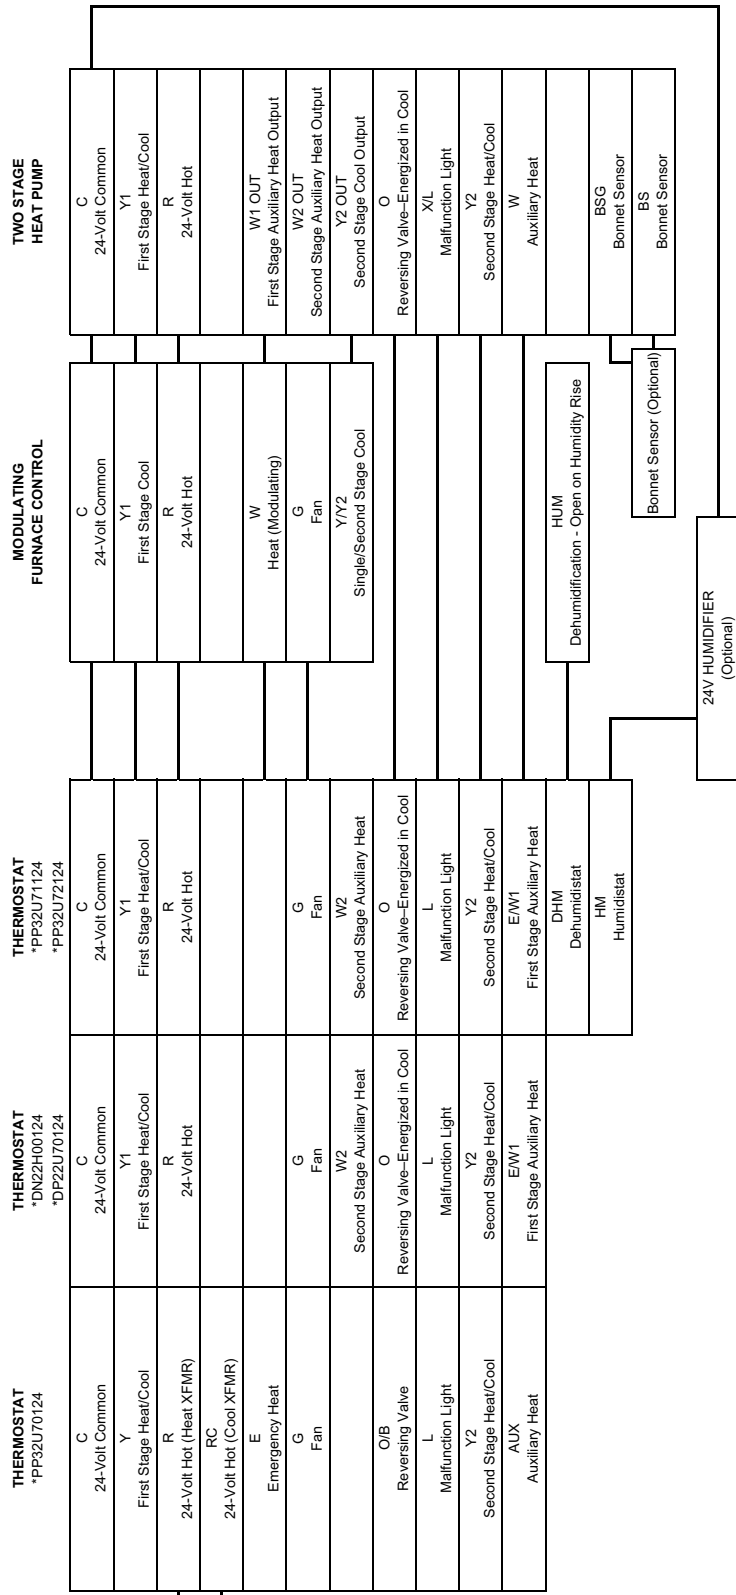 THERMOSTAT
*PP32U70124
C
24-Volt Common
Y
First Stage Heat/Cool
R
24-Volt Hot (Heat XFMR)
RC
24-Volt Hot (Cool XFMR)
E
Emergency Heat
G
Fan
O/B
Reversing Valve
L
Malfunction Light
Y2
Second Stage Heat/Cool
AUX
Auxiliary Heat
THERMOSTAT
*DN22H00124
*DP22U70124
C
24-Volt Common
Y1
First Stage Heat/Cool
R
24-Volt Hot
G
Fan
W2
Second Stage Auxiliary Heat
O
Reversing Valve–Energized in Cool
L
Malfunction Light
Y2
Second Stage Heat/Cool
E/W1
First Stage Auxiliary Heat
THERMOSTAT
*PP32U71124
*PP32U72124
C
24-Volt Common
Y1
First Stage Heat/Cool
R
24-Volt Hot
G
Fan
W2
Second Stage Auxiliary Heat
O
Reversing Valve–Energized in Cool
L
Malfunction Light
Y2
Second Stage Heat/Cool
E/W1
First Stage Auxiliary Heat
DHM
Dehumidistat
HM
Humidistat
MODULATING
FURNACE CONTROL
C
24-Volt Common
Y1
First Stage Cool
R
24-Volt Hot
W
Heat (Modulating)
G
Fan
Y/Y2
Single/Second Stage Cool
HUM
Dehumidification - Open on Humidity Rise
Bonnet Sensor (Optional)
24V HUMIDIFIER
(Optional)
TWO STAGE
HEAT PUMP
C
24-Volt Common
Y1
First Stage Heat/Cool
R
24-Volt Hot
W1 OUT
First Stage Auxiliary Heat Output
W2 OUT
Second Stage Auxiliary Heat Output
Y2 OUT
Second Stage Cool Output
O
Reversing Valve–Energized in Cool
X/L
Malfunction Light
Y2
Second Stage Heat/Cool
W
Auxiliary Heat
BSG
Bonnet Sensor
BS
Bonnet Sensor